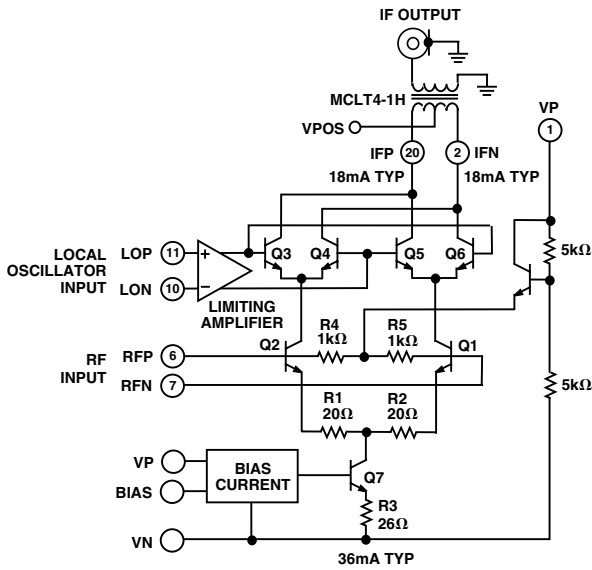 IF OUTPUT
MCLT4-1H
VP
1
VPOS
IFP
20
2
IFN
18mA TYP
18mA TYP
LOCAL
OSCILLATOR
INPUT
LOP
11
+
Q3
Q4
Q5
Q6
5kΩ
LON
10
–
LIMITING
AMPLIFIER
R4
1kΩ
R5
1kΩ
Q2
Q1
RF
INPUT
RFP
6
RFN
7
5kΩ
R1
20Ω
R2
20Ω
VP
BIAS
BIAS
CURRENT
Q7
R3
26Ω
VN
36mA TYP